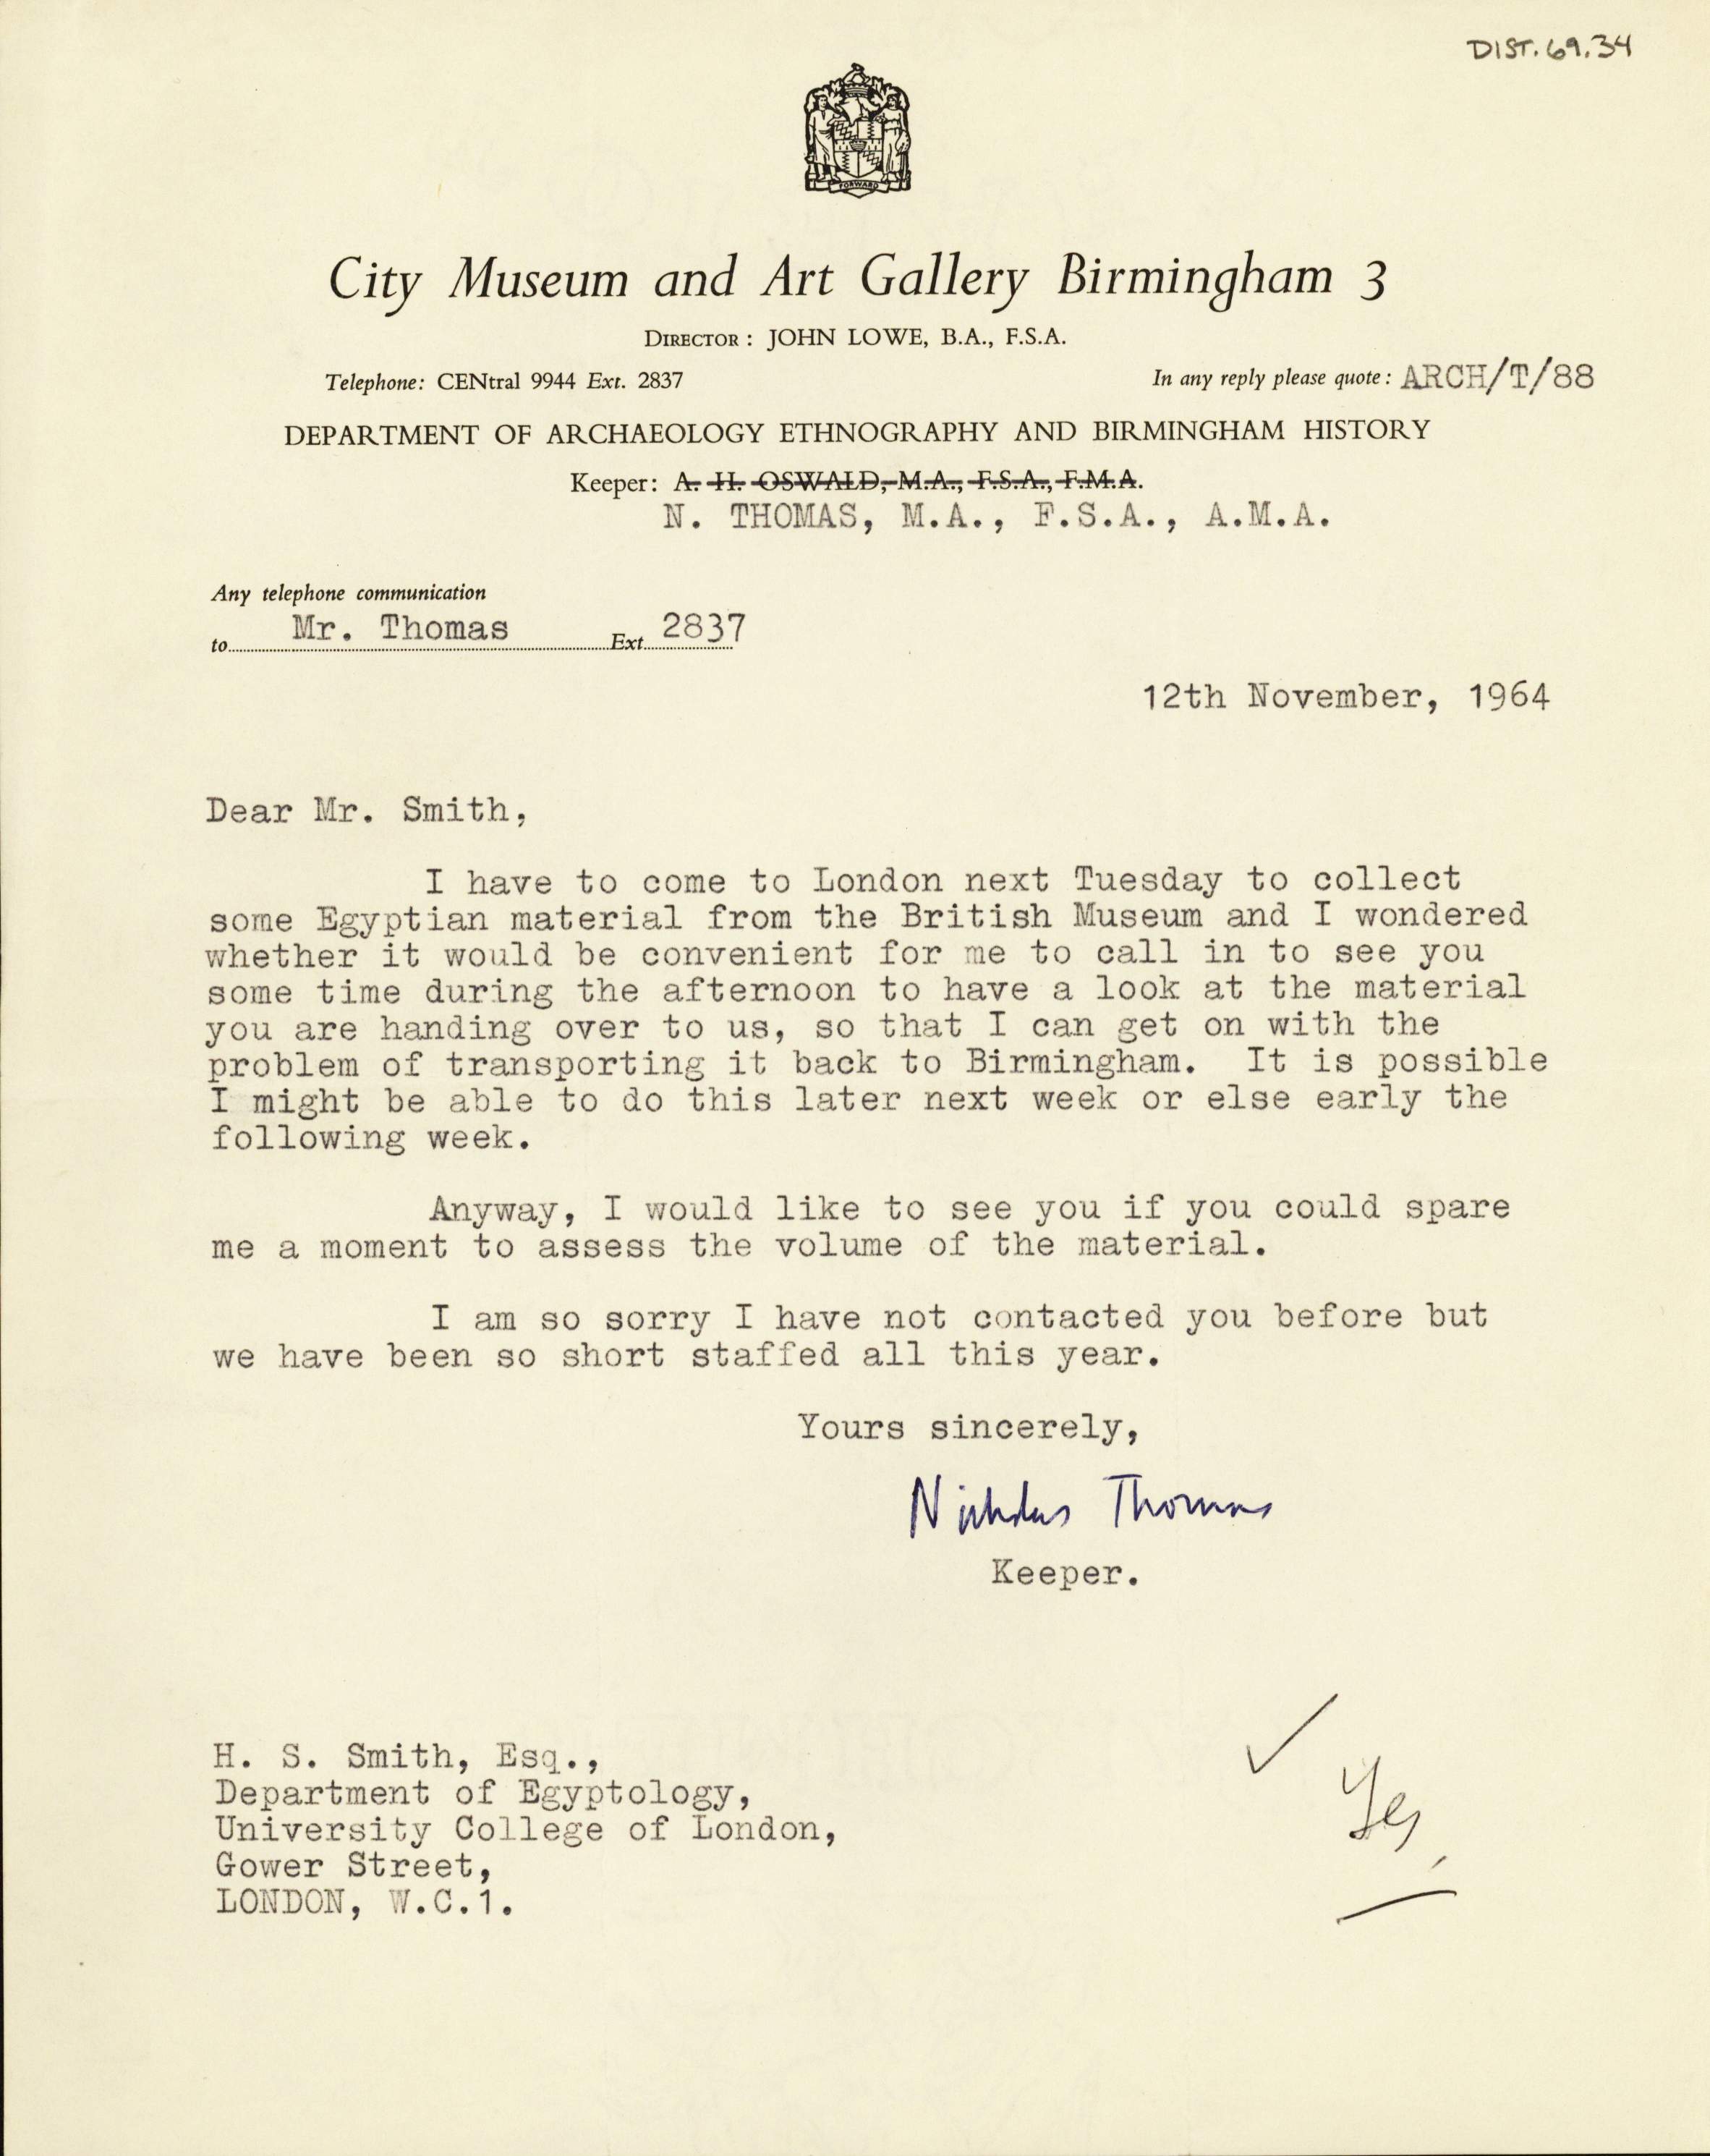 DIST. 69.34
FORWARD
City Museum and Art Gallery Birmingham 3
DIRECTOR : JOHN LOWE, B.A., F.S.A.
Telephone: CENtral 9944 Ext. 2837
In any reply please quote: ARCH/T/88
DEPARTMENT OF ARCHAEOLOGY ETHNOGRAPHY AND BIRMINGHAM HISTORY
Keeper: A. H. OSWALD, M.A., F.S.A., F.M.A.
N. THOMAS, M.A., F.S.A., A.M.A.
Any telephone communication
to Mr. Thomas Ext 2837
12th November, 1964
Dear Mr. Smith,
I have to come to London next Tuesday to collect
some Egyptian material from the British Museum and I wondered
whether it would be convenient for me to call in to see you
some time during the afternoon to have a look at the material
you are handing over to us, so that I can get on with the
problem of transporting it back to Birmingham. It is possible
I might be able to do this later next week or else early the
following week.
Anyway, I would like to see you if you could spare
me a moment to assess the volume of the material.
I am so sorry I have not contacted you before but
we have been so short staffed all this year.
Yours sincerely,
Nicholas Thomas
Keeper.
H. S. Smith, Esq.,
Department of Egyptology,
University College of London,
Gower Street,
LONDON, W.C.1.
✓
Yes